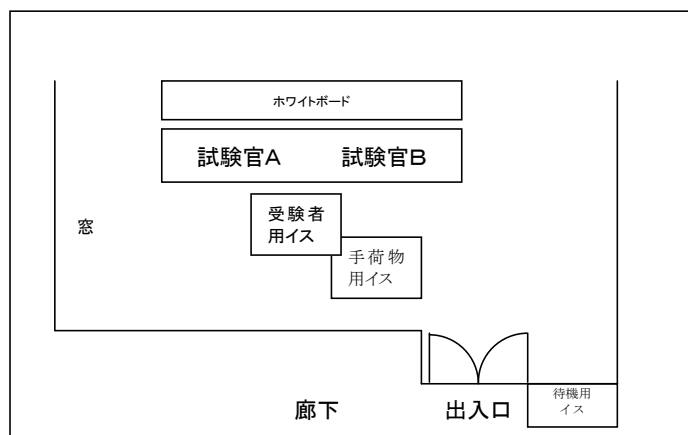 ホワイトボード
試験官A　試験官B
受験者
用イス
窓
手荷物
用イス
廊下
出入口
待機用
イス